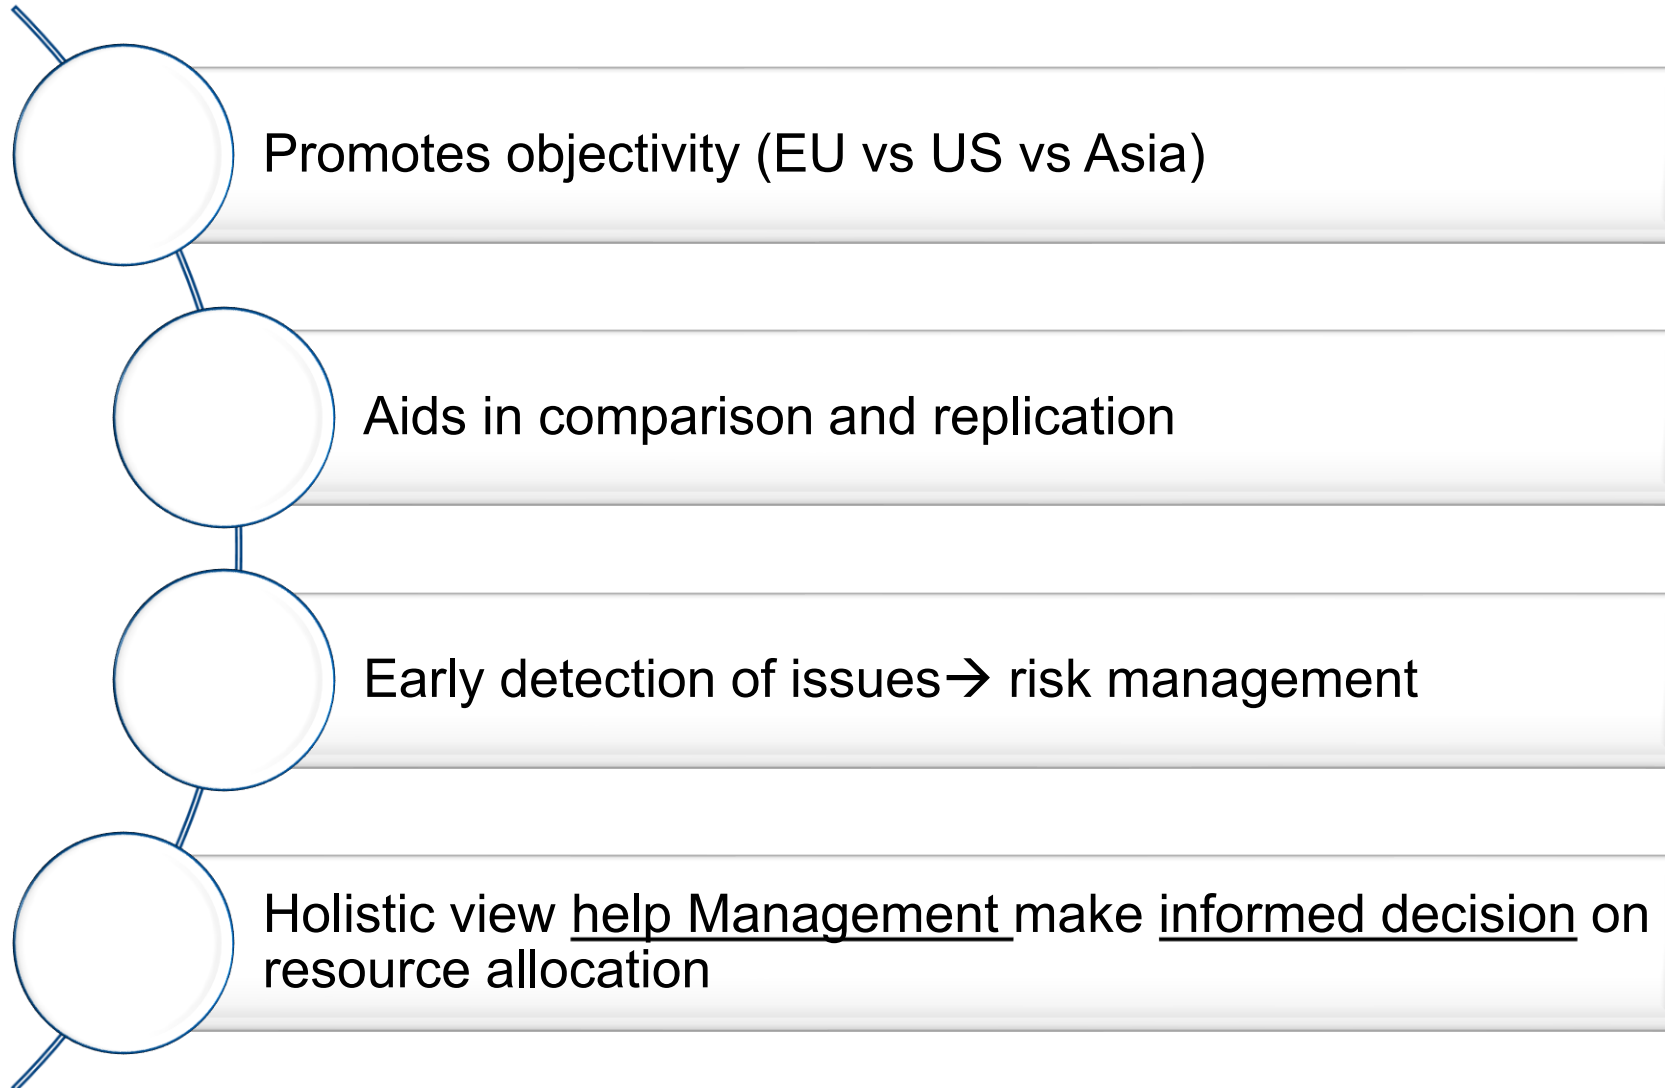 Promotes objectivity (EU vs US vs Asia)
Aids in comparison and replication
Early detection of issues→ risk management
Holistic view help Management make informed decision on
resource allocation